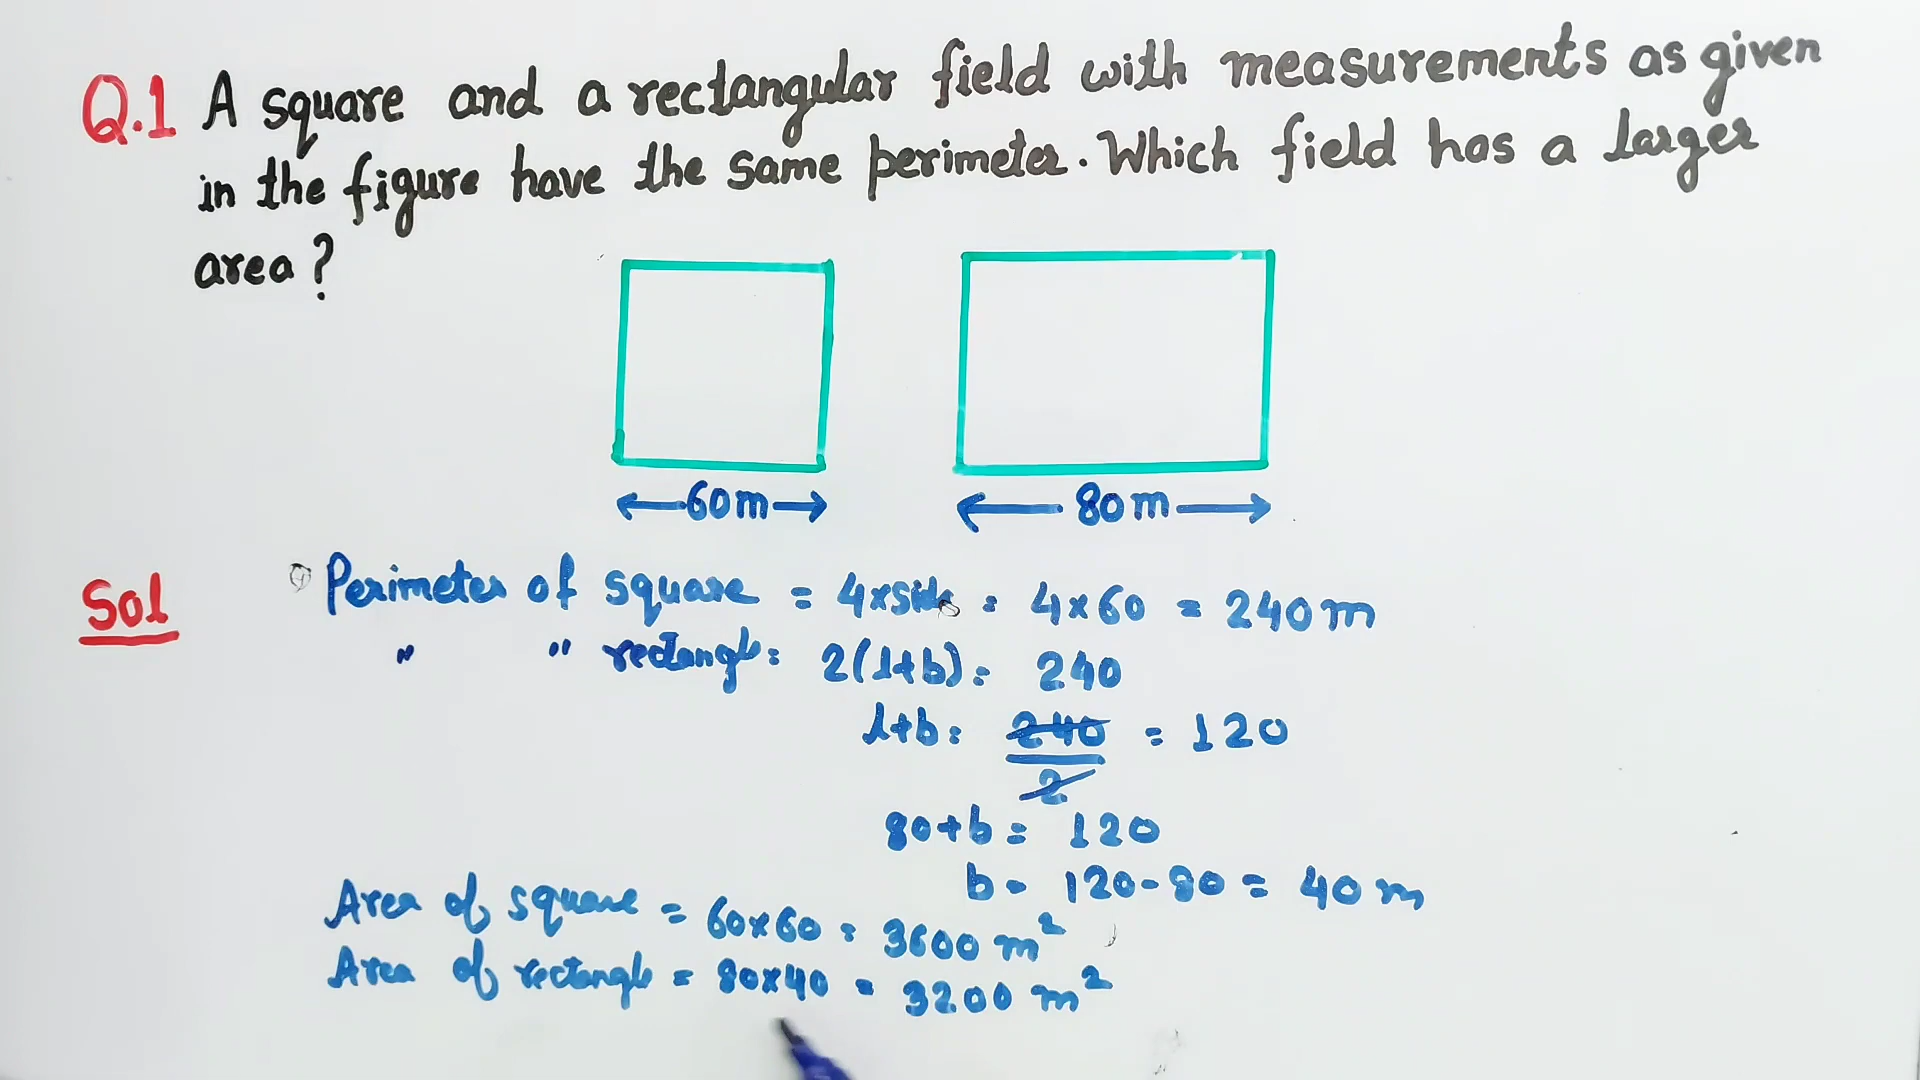 Q.1 A square and a rectangular field with measurements as given
in the figure have the same perimeter. Which field has a larger
area?
60m
80m
Sol
Perimeter of square = 4×side = 4×60 = 240m
" " rectangle = 2(l+b) = 240
l+b = 240/2 = 120
80+b = 120
b = 120-80 = 40 m
Area of square = 60×60 = 3600 m²
Area of rectangle = 80×40 = 3200 m²